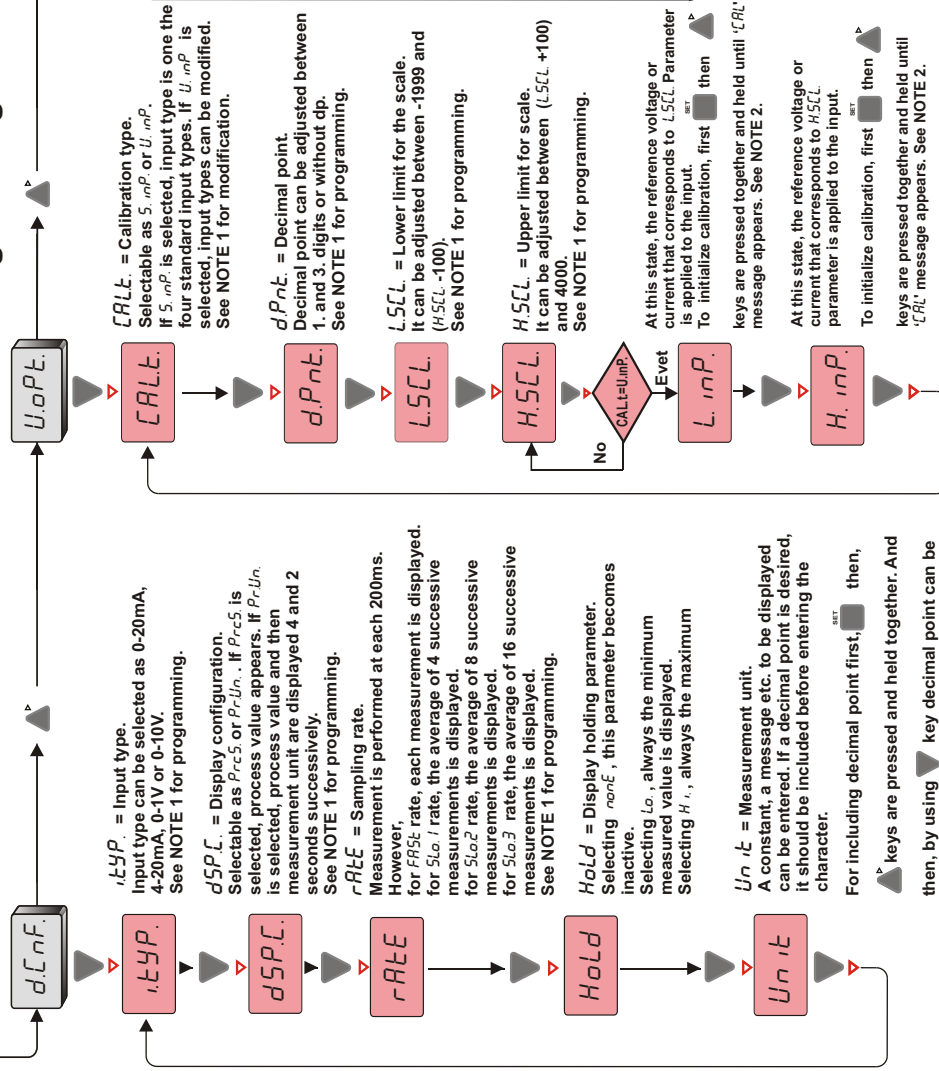 d.CnF.
i.tYP.
i.tYP. = Input type.
Input type can be selected as 0-20mA,
4-20mA, 0-1V or 0-10V.
See NOTE 1 for programming.
dSP.C.
dSP.C. = Display configuration.
Selectable as PrcS. or Pr.Un. . If PrcS. is
selected, process value appears. If Pr.Un.
is selected, process value and then
measurement unit are displayed 4 and 2
seconds successively.
See NOTE 1 for programming.
rAtE
rAtE = Sampling rate.
Measurement is performed at each 200ms.
However,
for FASt rate, each measurement is displayed.
for SLo.1 rate, the average of 4 successive
measurements is displayed.
for SLo.2 rate, the average of 8 successive
measurements is displayed.
for SLo.3 rate, the average of 16 successive
measurements is displayed.
See NOTE 1 for programming.
HoLd
HoLd = Display holding parameter.
Selecting nonE , this parameter becomes
inactive.
Selecting Lo. , always the minimum
measured value is displayed.
Selecting Hi. , always the maximum
Unit
Unit = Measurement unit.
A constant, a message etc. to be displayed
can be entered. If a decimal point is desired,
it should be included before entering the
character.
For including decimal point first, SET then,
keys are pressed and held together. And
then, by using key decimal point can be
U.oPt.
CAL.t.
CAL.t. = Calibration type.
Selectable as S.inP. or U.inP.
If S.inP. is selected, input type is one the
four standard input types. If U.inP is
selected, input types can be modified.
See NOTE 1 for modification.
d.Pnt.
d.Pnt. = Decimal point.
Decimal point can be adjusted between
1. and 3. digits or without dp.
See NOTE 1 for programming.
L.SCL.
L.SCL. = Lower limit for the scale.
It can be adjusted between -1999 and
(H.SCL. -100).
See NOTE 1 for programming.
H.SCL.
H.SCL. = Upper limit for scale.
It can be adjusted between (L.SCL. +100)
and 4000.
See NOTE 1 for programming.
CAL.t=U.inP.
No
Evet
L. inP.
At this state, the reference voltage or
current that corresponds to L.SCL. Parameter
is applied to the input.
To initialize calibration, first SET then
keys are pressed together and held until 'CAL'
message appears. See NOTE 2.
H. inP.
At this state, the reference voltage or
current that corresponds to H.SCL.
parameter is applied to the input.
To initialize calibration, first SET then
keys are pressed together and held until
'CAL' message appears. See NOTE 2.